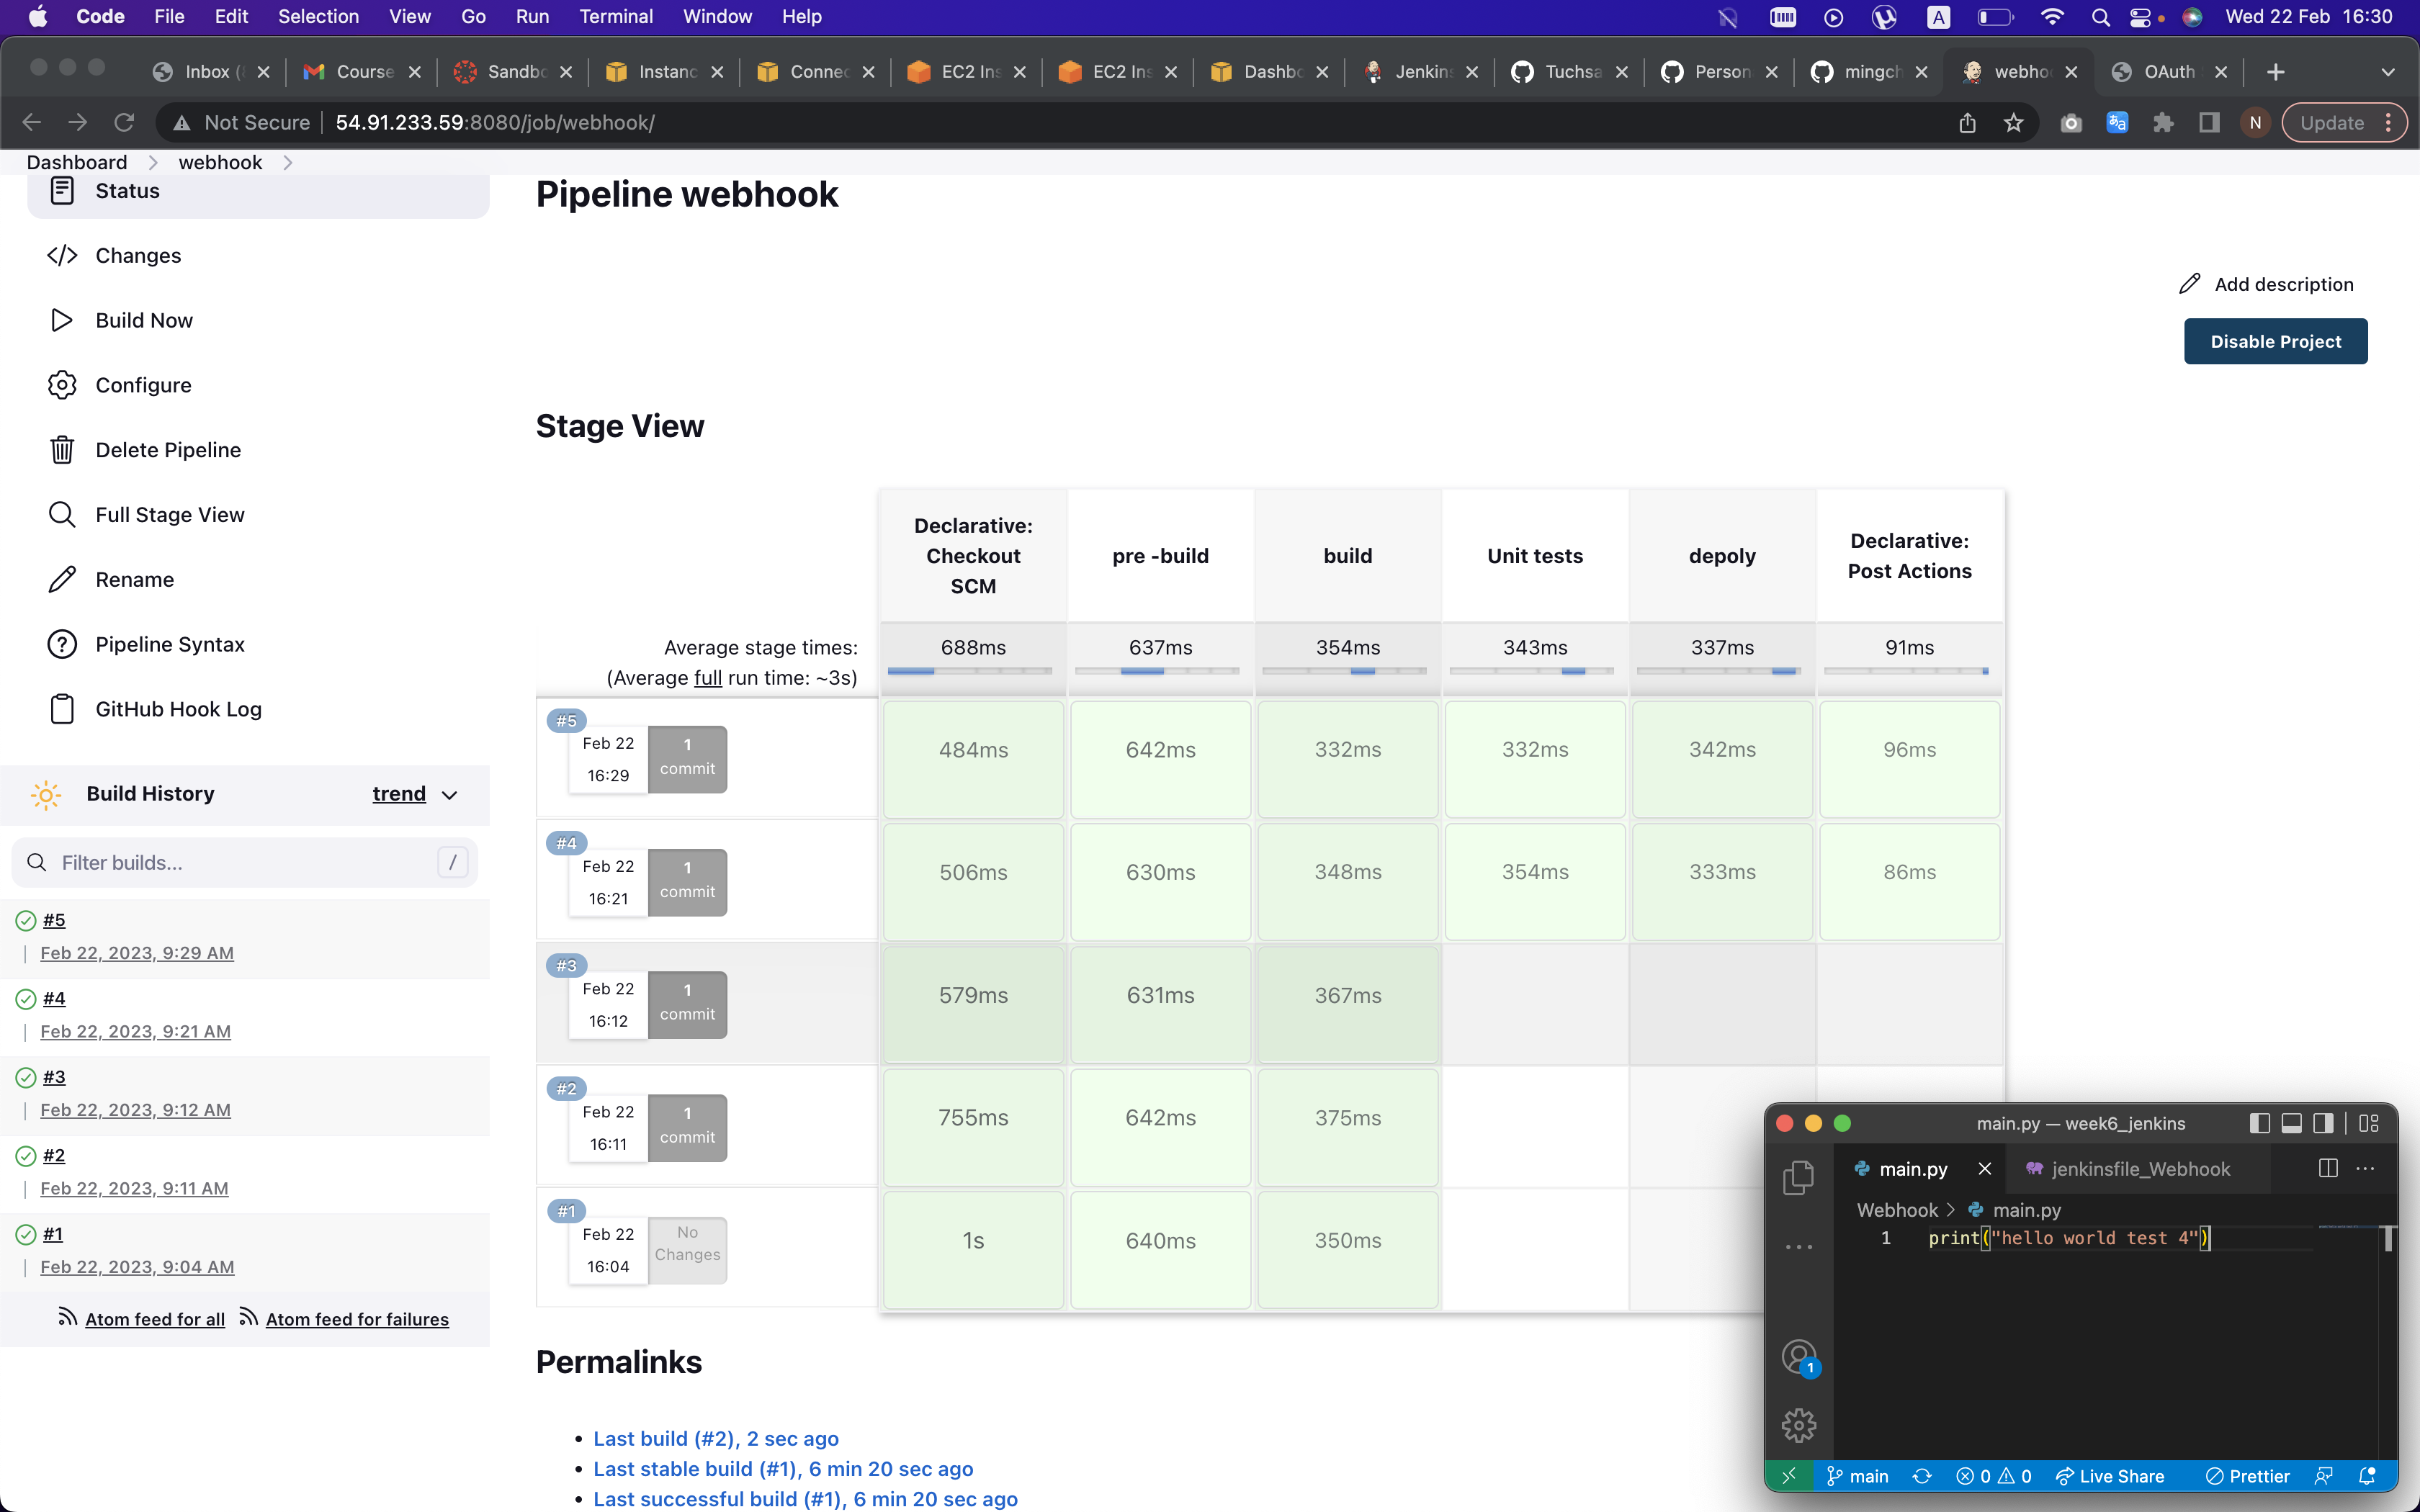 Code File Edit Selection View Go Run Terminal Window Help A Wed 22 Feb 16:30
Inbox ( Course Sandbo Instanc Connec EC2 Ins EC2 Ins Dashbo Jenkins Tuchsa Person mingch webhoo OAuth
Not Secure 54.91.233.59:8080/job/webhook/ N Update
Dashboard webhook
Status
Changes
Build Now
Configure
Delete Pipeline
Full Stage View
Rename
Pipeline Syntax
GitHub Hook Log
Build History trend
Filter builds... /
#5
Feb 22, 2023, 9:29 AM
#4
Feb 22, 2023, 9:21 AM
#3
Feb 22, 2023, 9:12 AM
#2
Feb 22, 2023, 9:11 AM
#1
Feb 22, 2023, 9:04 AM
Atom feed for all Atom feed for failures
Pipeline webhook
Add description
Disable Project
Stage View
Declarative: Checkout SCM pre -build build Unit tests depoly Declarative: Post Actions
Average stage times: 688ms 637ms 354ms 343ms 337ms 91ms
(Average full run time: ~3s)
#5
Feb 22 16:29 1 commit 484ms 642ms 332ms 332ms 342ms 96ms
#4
Feb 22 16:21 1 commit 506ms 630ms 348ms 354ms 333ms 86ms
#3
Feb 22 16:12 1 commit 579ms 631ms 367ms
#2
Feb 22 16:11 1 commit 755ms 642ms 375ms
#1
Feb 22 16:04 No Changes 1s 640ms 350ms
Permalinks
Last build (#2), 2 sec ago
Last stable build (#1), 6 min 20 sec ago
Last successful build (#1), 6 min 20 sec ago
main.py — week6_jenkins
main.py jenkinsfile_Webhook
Webhook > main.py
1 print("hello world test 4")
1
main 0 0 Live Share Prettier